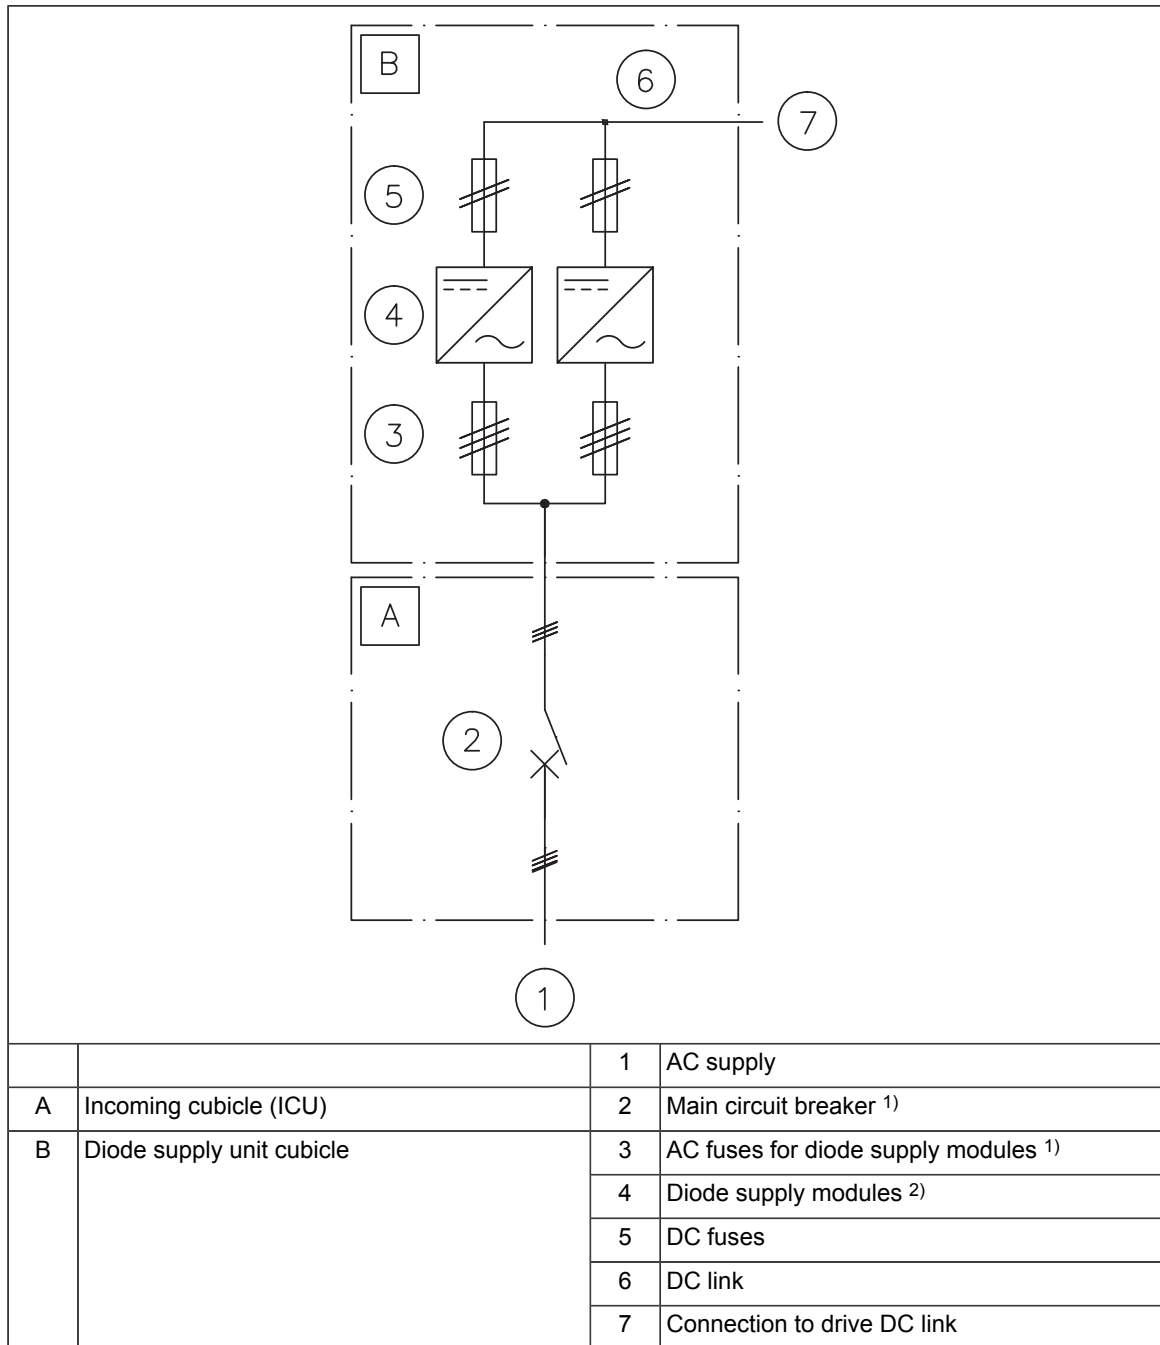 B
6
7
5
4
3
A
2
1
1 AC supply
A Incoming cubicle (ICU) 2 Main circuit breaker 1)
B Diode supply unit cubicle 3 AC fuses for diode supply modules 1)
4 Diode supply modules 2)
5 DC fuses
6 DC link
7 Connection to drive DC link